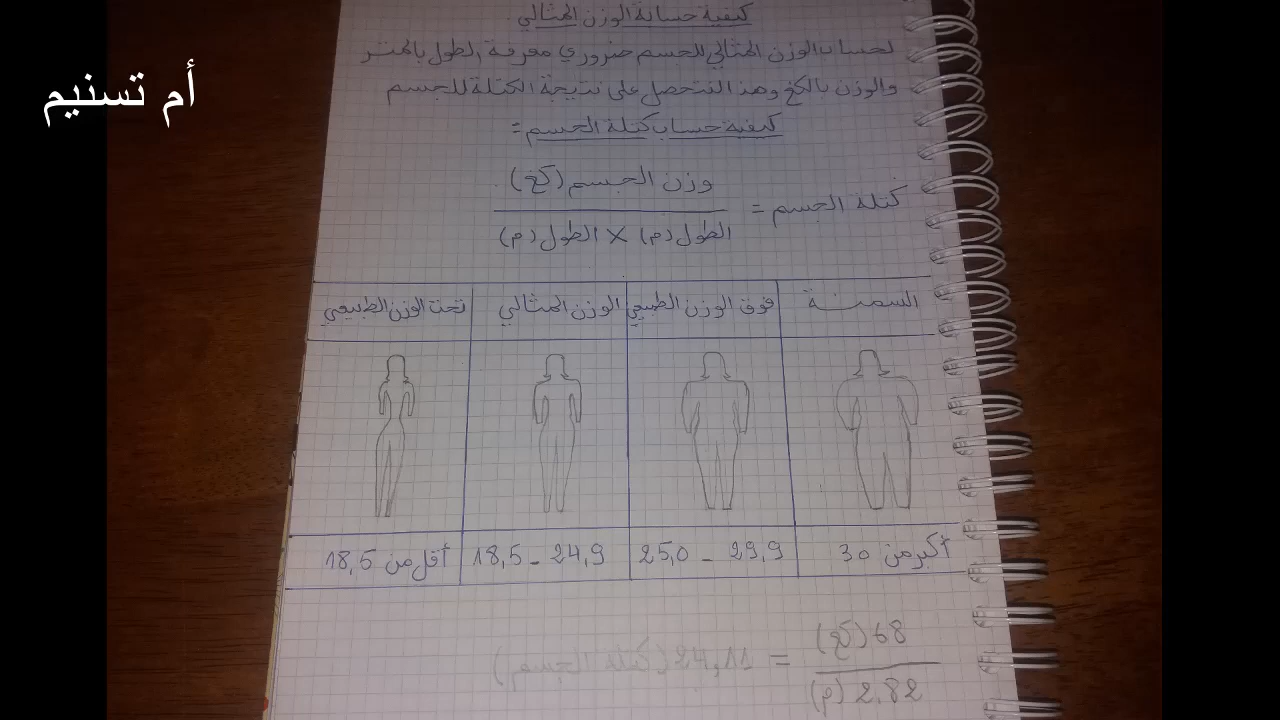 أم تسنيم
كيفية حسابة الوزن المثالي.
لحساب الوزن المثالي للجسم ضروري معرفة الطول بالمتر
والوزن بالكغ وهذا لنتحصل على نتيجة الكتلة للجسم
كيفية حساب كتلة الجسم =
كتلة الجسم = وزن الجسم (كغ)
الطول (م) × الطول (م)
السمنة فوق الوزن الطبيعي الوزن المثالي تحت الوزن الطبيعي
أكبر من 30 25,0 - 29,9 18,5 - 24,9 أقل من 18,5
68 (كغ) = 24,11 (كتلة الجسم)
2,82 (م)